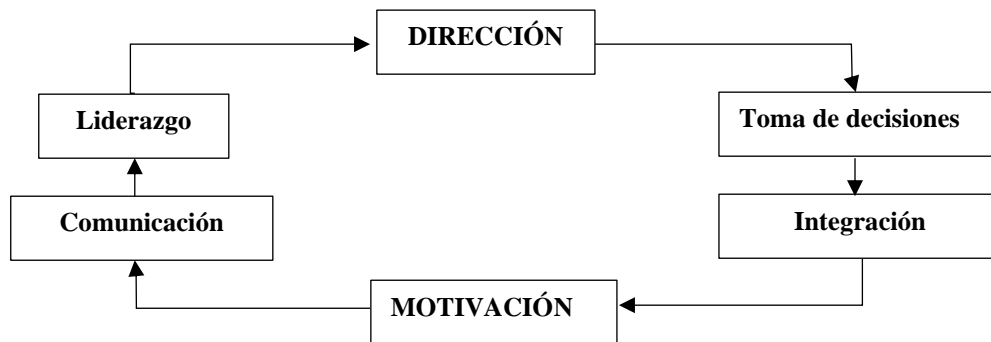 DIRECCIÓN
Liderazgo
Toma de decisiones
Comunicación
Integración
MOTIVACIÓN